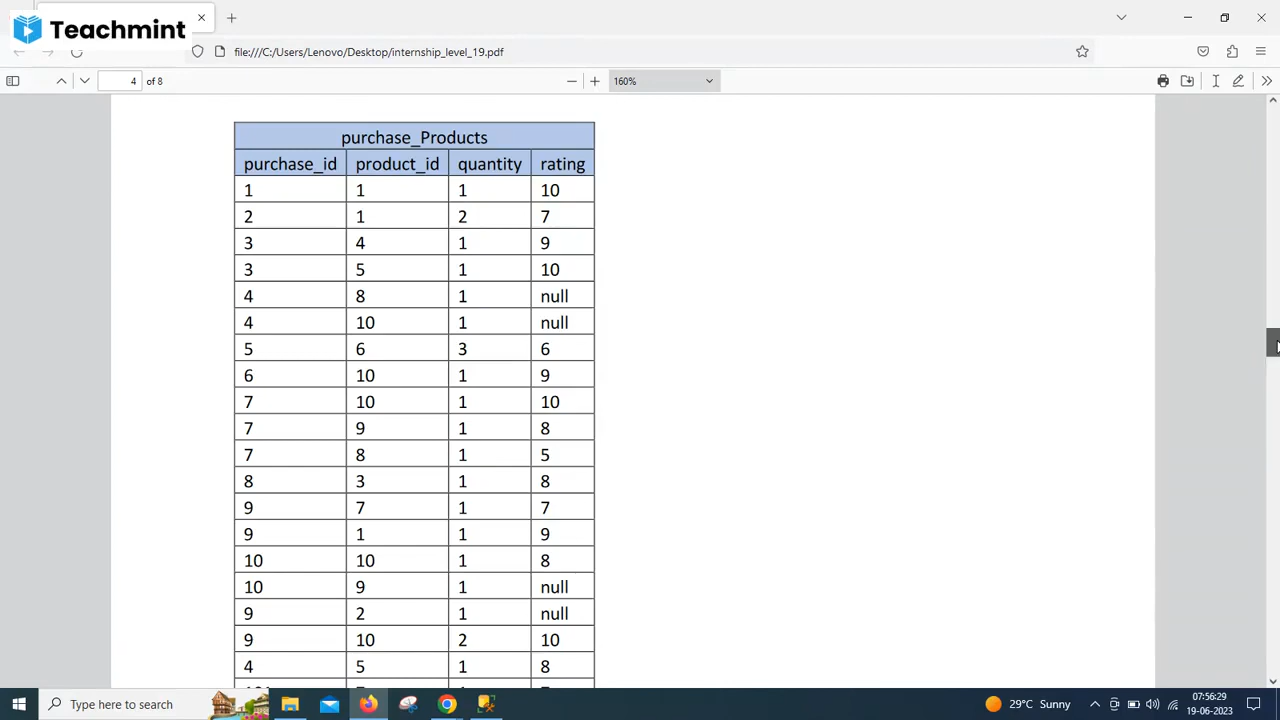 Teachmint
file:///C:/Users/Lenovo/Desktop/internship_level_19.pdf
4 of 8
160%
purchase_Products
purchase_id product_id quantity rating
1 1 1 10
2 1 2 7
3 4 1 9
3 5 1 10
4 8 1 null
4 10 1 null
5 6 3 6
6 10 1 9
7 10 1 10
7 9 1 8
7 8 1 5
8 3 1 8
9 7 1 7
9 1 1 9
10 10 1 8
10 9 1 null
9 2 1 null
9 10 2 10
4 5 1 8
Type here to search
29°C Sunny
07:56:29
19-06-2023